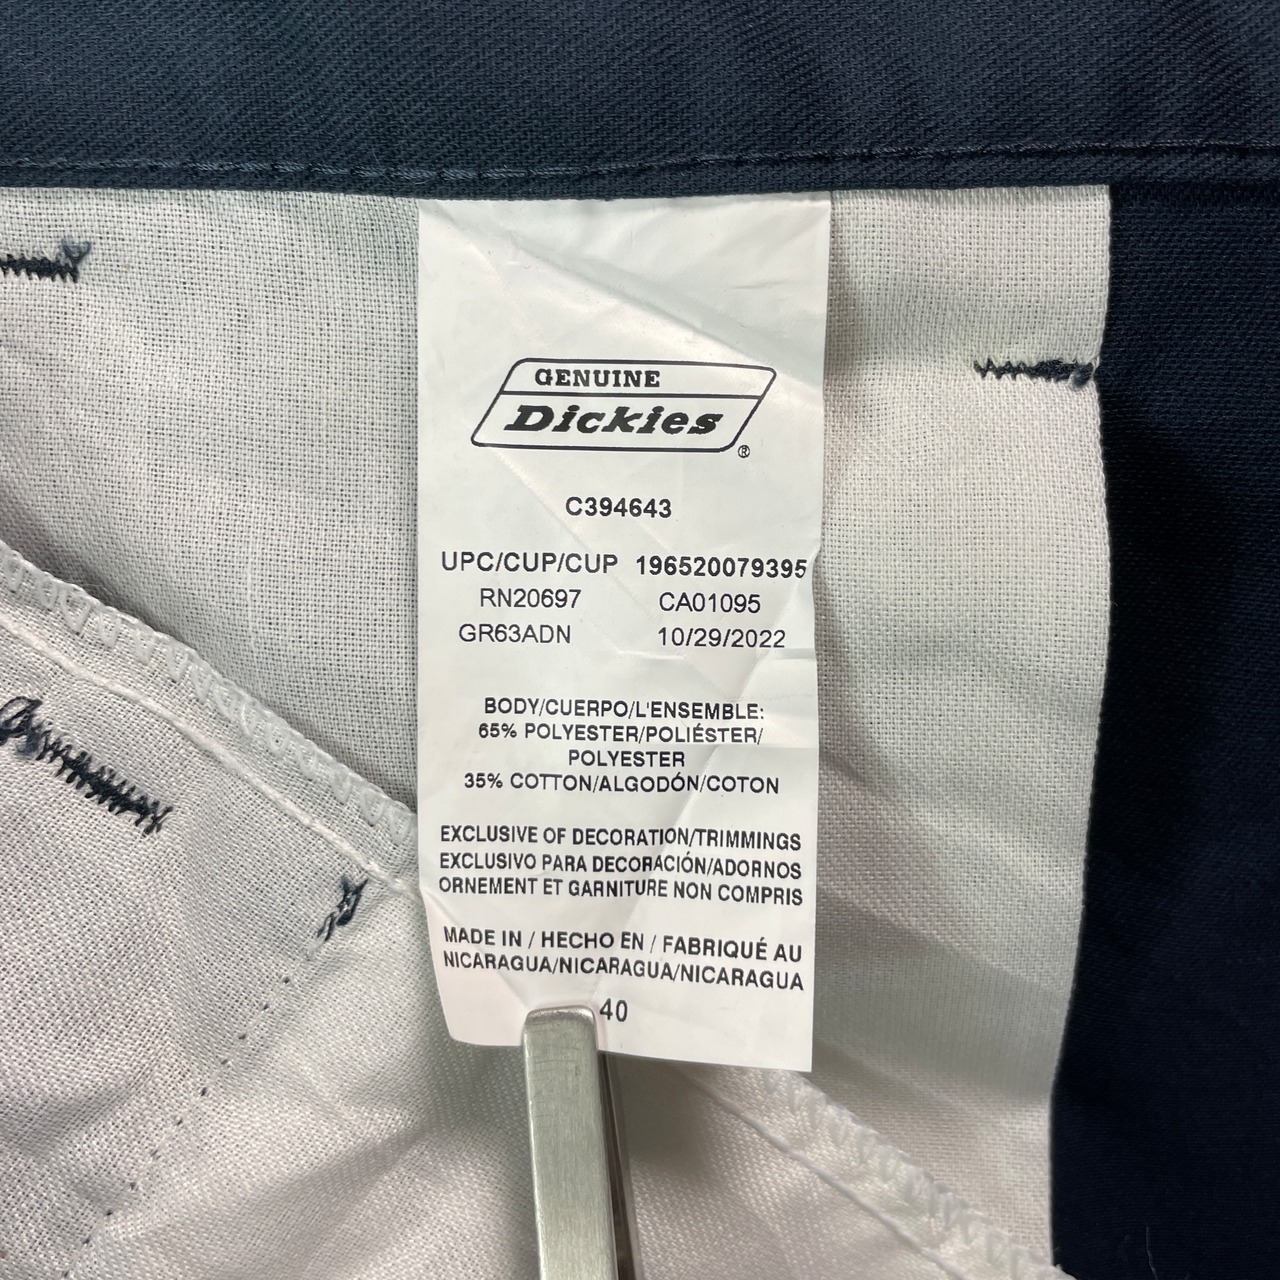 GENUINE
Dickies
®
C394643
UPC/CUP/CUP 196520079395
RN20697 CA01095
GR63ADN 10/29/2022
BODY/CUERPO/L'ENSEMBLE:
65% POLYESTER/POLIÉSTER/
POLYESTER
35% COTTON/ALGODÓN/COTON
EXCLUSIVE OF DECORATION/TRIMMINGS
EXCLUSIVO PARA DECORACIÓN/ADORNOS
ORNEMENT ET GARNITURE NON COMPRIS
MADE IN / HECHO EN / FABRIQUÉ AU
NICARAGUA/NICARAGUA/NICARAGUA
40